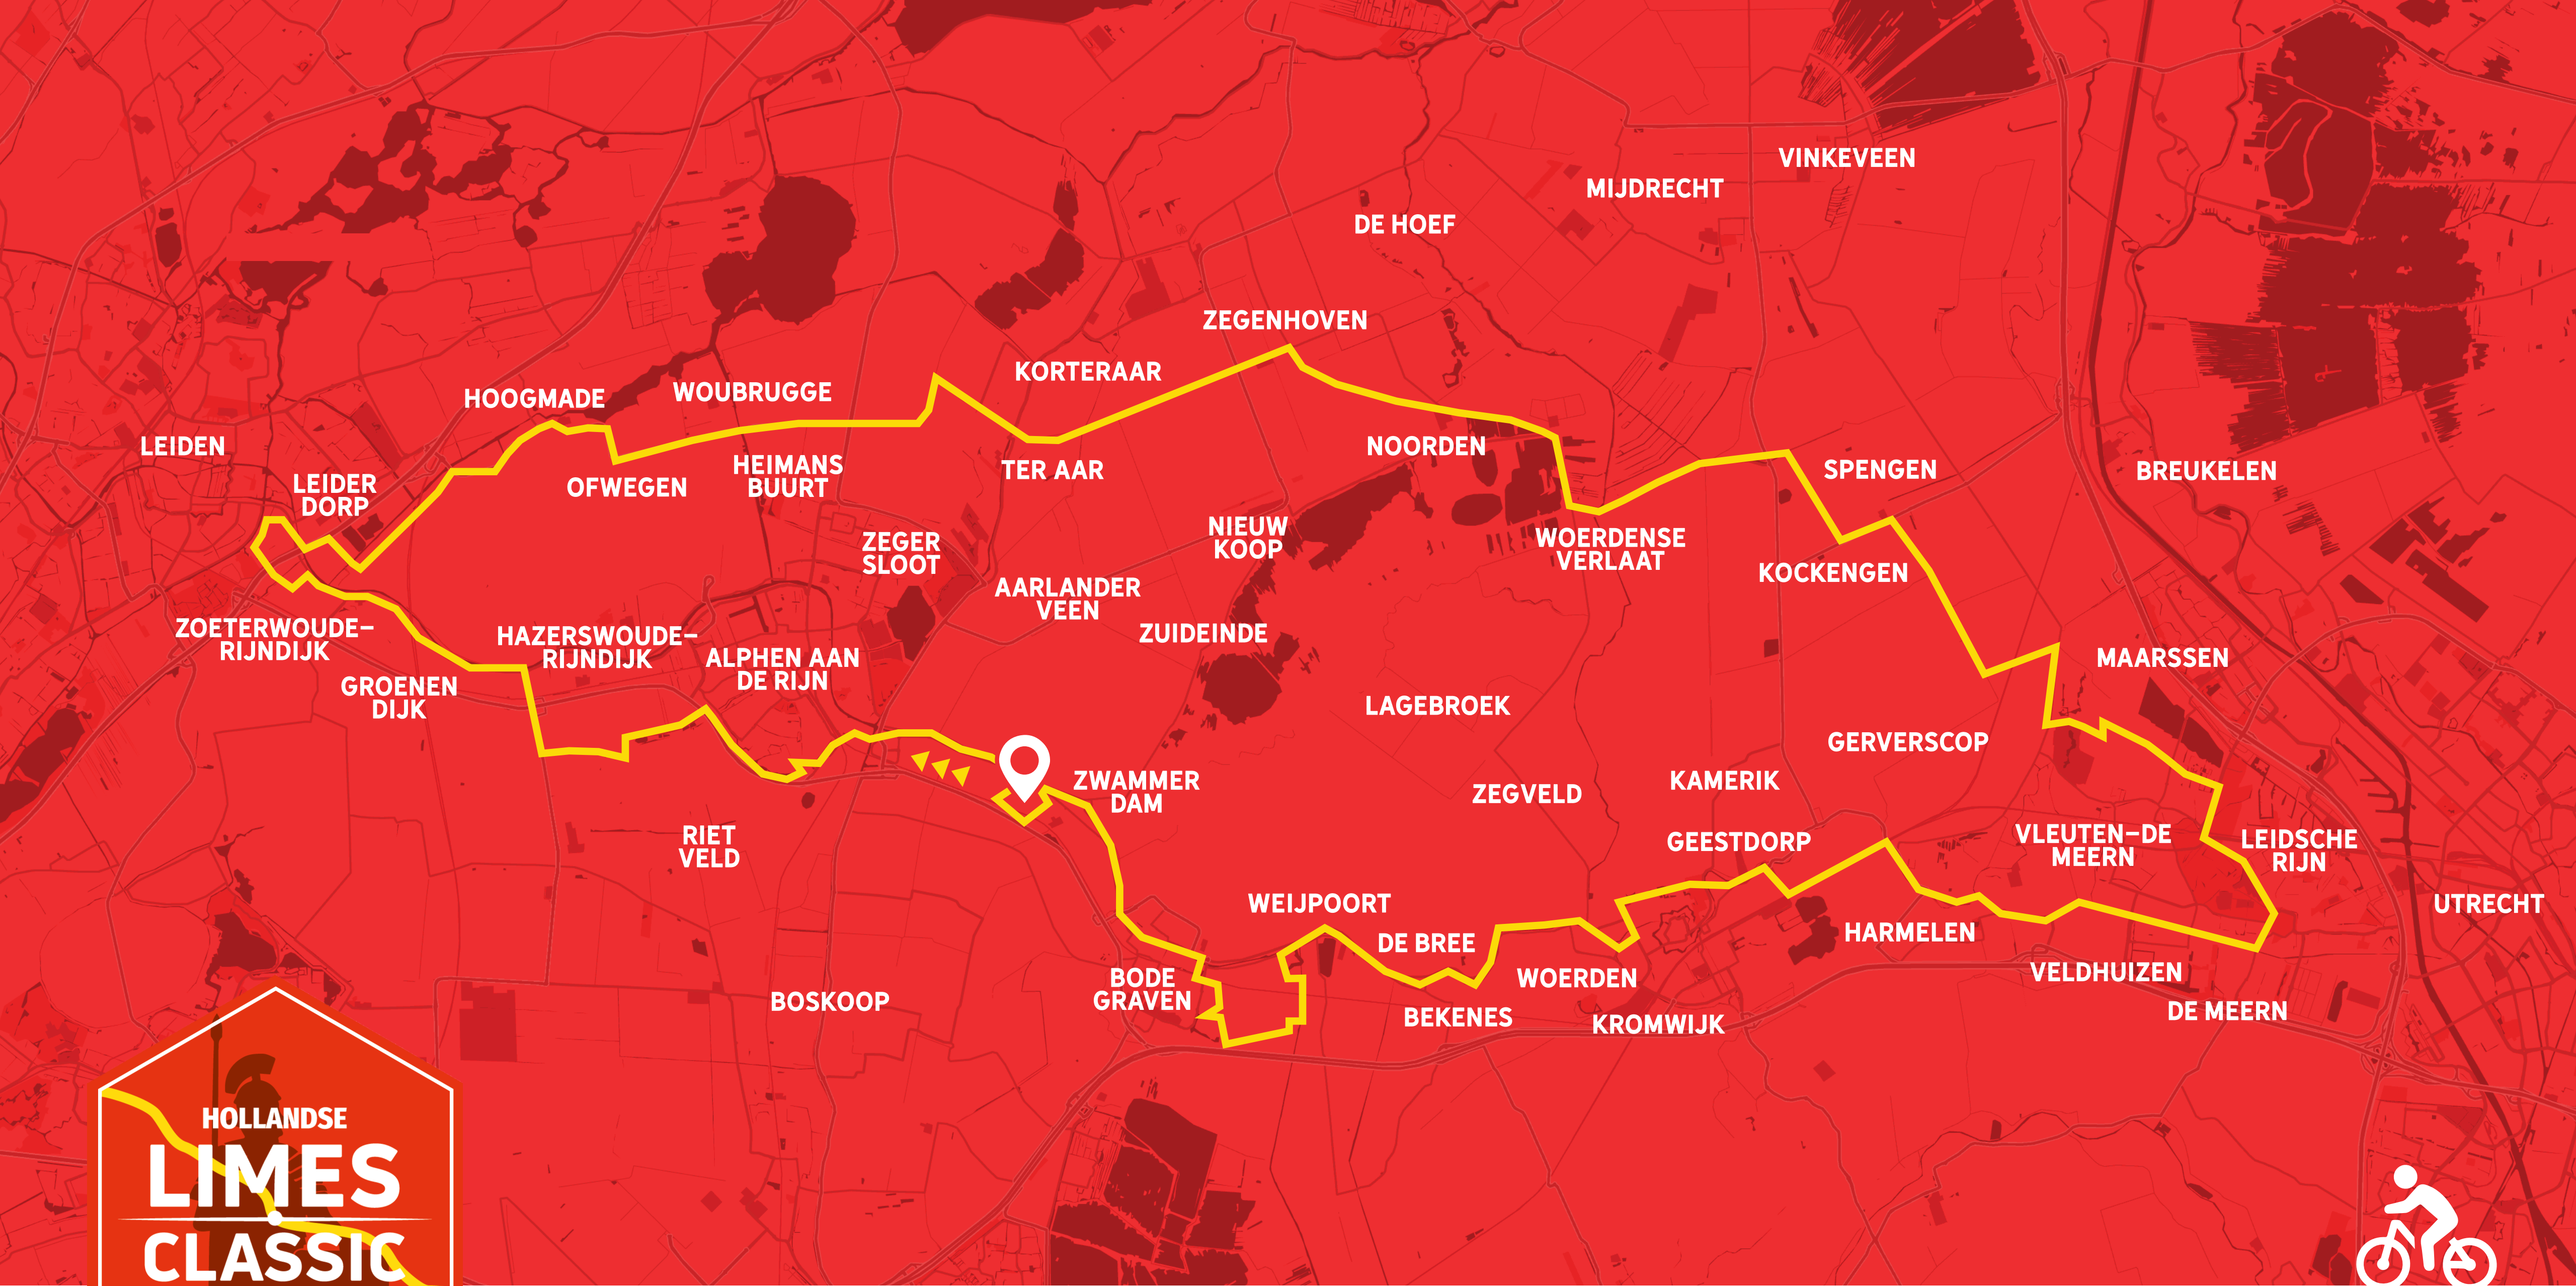 VINKEVEEN
MIJDRECHT
DE HOEF
ZEGENHOVEN
KORTERAAR
WOUBRUGGE
HOOGMADE
LEIDEN
NOORDEN
HEIMANS
BUURT
TER AAR
SPENGEN
BREUKELEN
LEIDER
DORP
OFWEGEN
NIEUW
KOOP
WOERDENSE
VERLAAT
ZEGER
SLOOT
KOCKENGEN
AARLANDER
VEEN
ZUIDEINDE
ZOETERWOUDE–
RIJNDIJK
HAZERSWOUDE–
RIJNDIJK
ALPHEN AAN
DE RIJN
MAARSSEN
GROENEN
DIJK
LAGEBROEK
GERVERSCOP
ZWAMMER
DAM
ZEGVELD
KAMERIK
RIET
VELD
GEESTDORP
VLEUTEN–DE
MEERN
LEIDSCHE
RIJN
WEIJPOORT
UTRECHT
DE BREE
HARMELEN
BODE
GRAVEN
WOERDEN
VELDHUIZEN
BOSKOOP
BEKENES
KROMWIJK
DE MEERN
HOLLANDSE
LIMES
CLASSIC